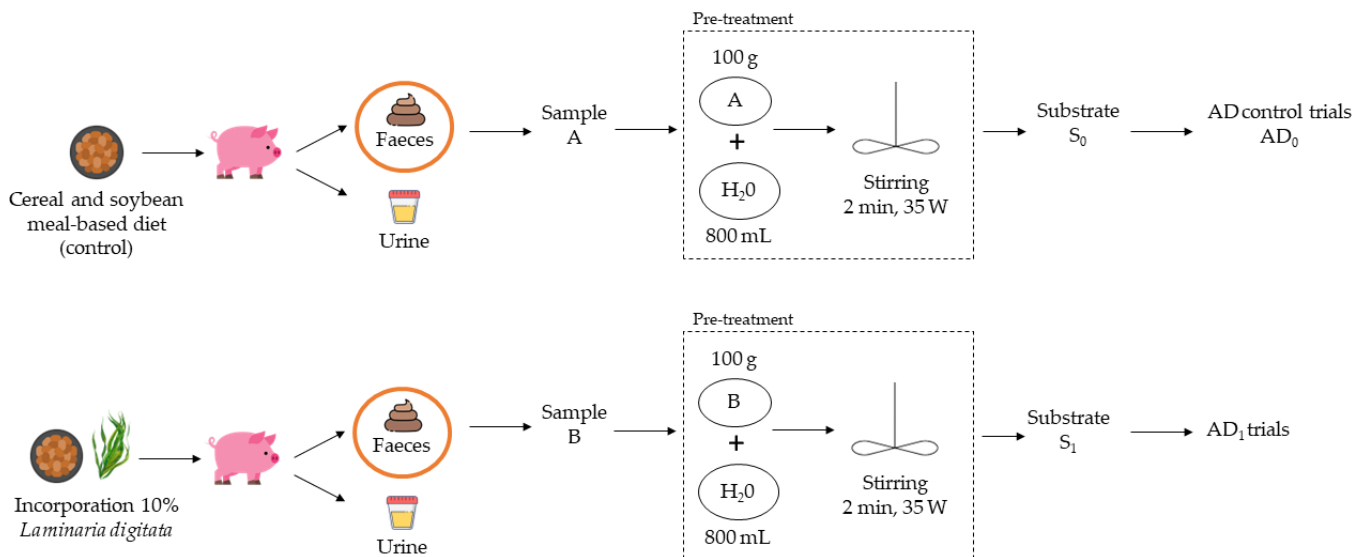 Pre-treatment
100 g
A
+
H₂0
800 mL
Stirring
2 min, 35 W
Faeces
Urine
Cereal and soybean
meal-based diet
(control)
Sample
A
Substrate
S₀
AD control trials
AD₀
Pre-treatment
100 g
B
+
H₂0
800 mL
Stirring
2 min, 35 W
Faeces
Urine
Incorporation 10%
Laminaria digitata
Sample
B
Substrate
S₁
AD₁ trials